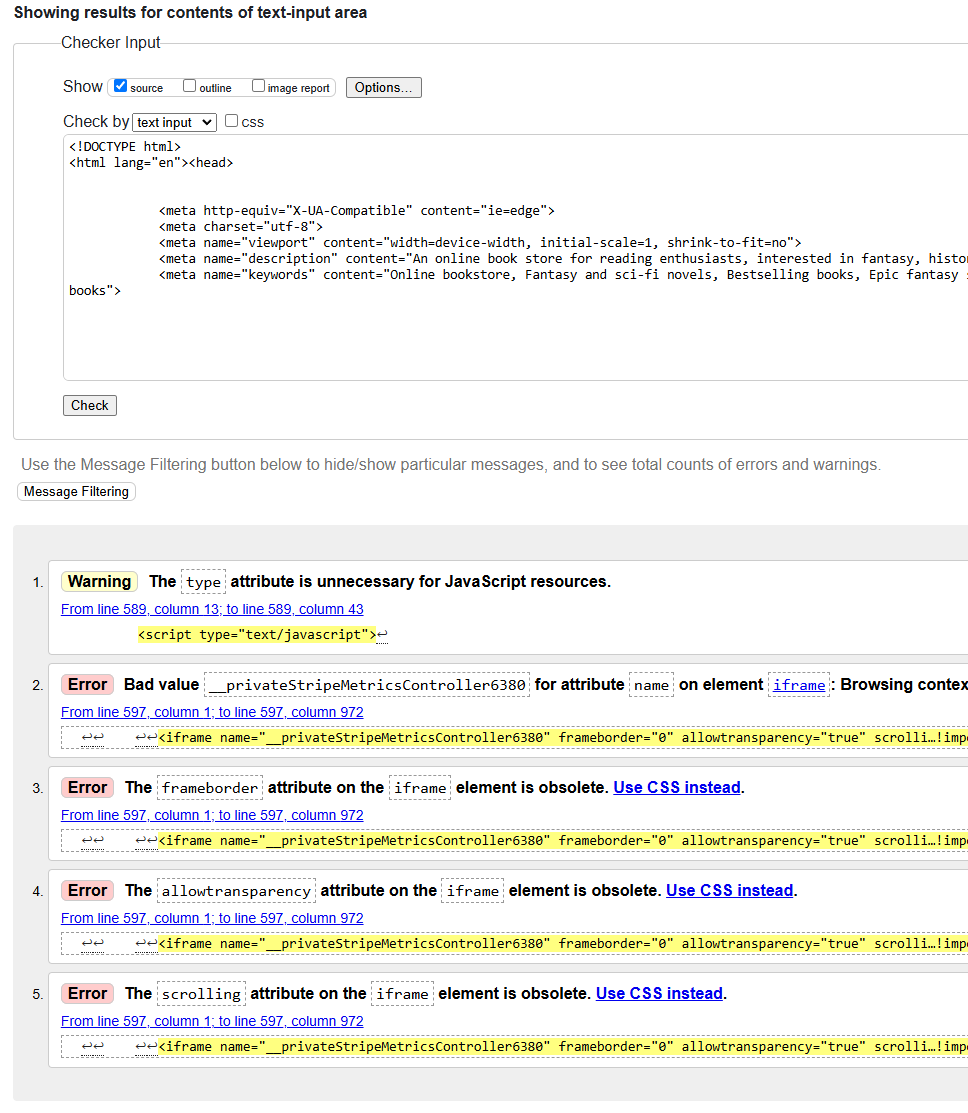 Showing results for contents of text-input area
Checker Input
Show source outline image report Options...
Check by text input css
<!DOCTYPE html>
<html lang="en"><head>
<meta http-equiv="X-UA-Compatible" content="ie=edge">
<meta charset="utf-8">
<meta name="viewport" content="width=device-width, initial-scale=1, shrink-to-fit=no">
<meta name="description" content="An online book store for reading enthusiasts, interested in fantasy, histo
<meta name="keywords" content="Online bookstore, Fantasy and sci-fi novels, Bestselling books, Epic fantasy
books">
Check
Use the Message Filtering button below to hide/show particular messages, and to see total counts of errors and warnings.
Message Filtering
1. Warning The type attribute is unnecessary for JavaScript resources.
From line 589, column 13; to line 589, column 43
<script type="text/javascript">↩
2. Error Bad value __privateStripeMetricsController6380 for attribute name on element iframe: Browsing contex
From line 597, column 1; to line 597, column 972
↩↩ ↩↩<iframe name="__privateStripeMetricsController6380" frameborder="0" allowtransparency="true" scrolli…!impo
3. Error The frameborder attribute on the iframe element is obsolete. Use CSS instead.
From line 597, column 1; to line 597, column 972
↩↩ ↩↩<iframe name="__privateStripeMetricsController6380" frameborder="0" allowtransparency="true" scrolli…!impo
4. Error The allowtransparency attribute on the iframe element is obsolete. Use CSS instead.
From line 597, column 1; to line 597, column 972
↩↩ ↩↩<iframe name="__privateStripeMetricsController6380" frameborder="0" allowtransparency="true" scrolli…!impo
5. Error The scrolling attribute on the iframe element is obsolete. Use CSS instead.
From line 597, column 1; to line 597, column 972
↩↩ ↩↩<iframe name="__privateStripeMetricsController6380" frameborder="0" allowtransparency="true" scrolli…!impo